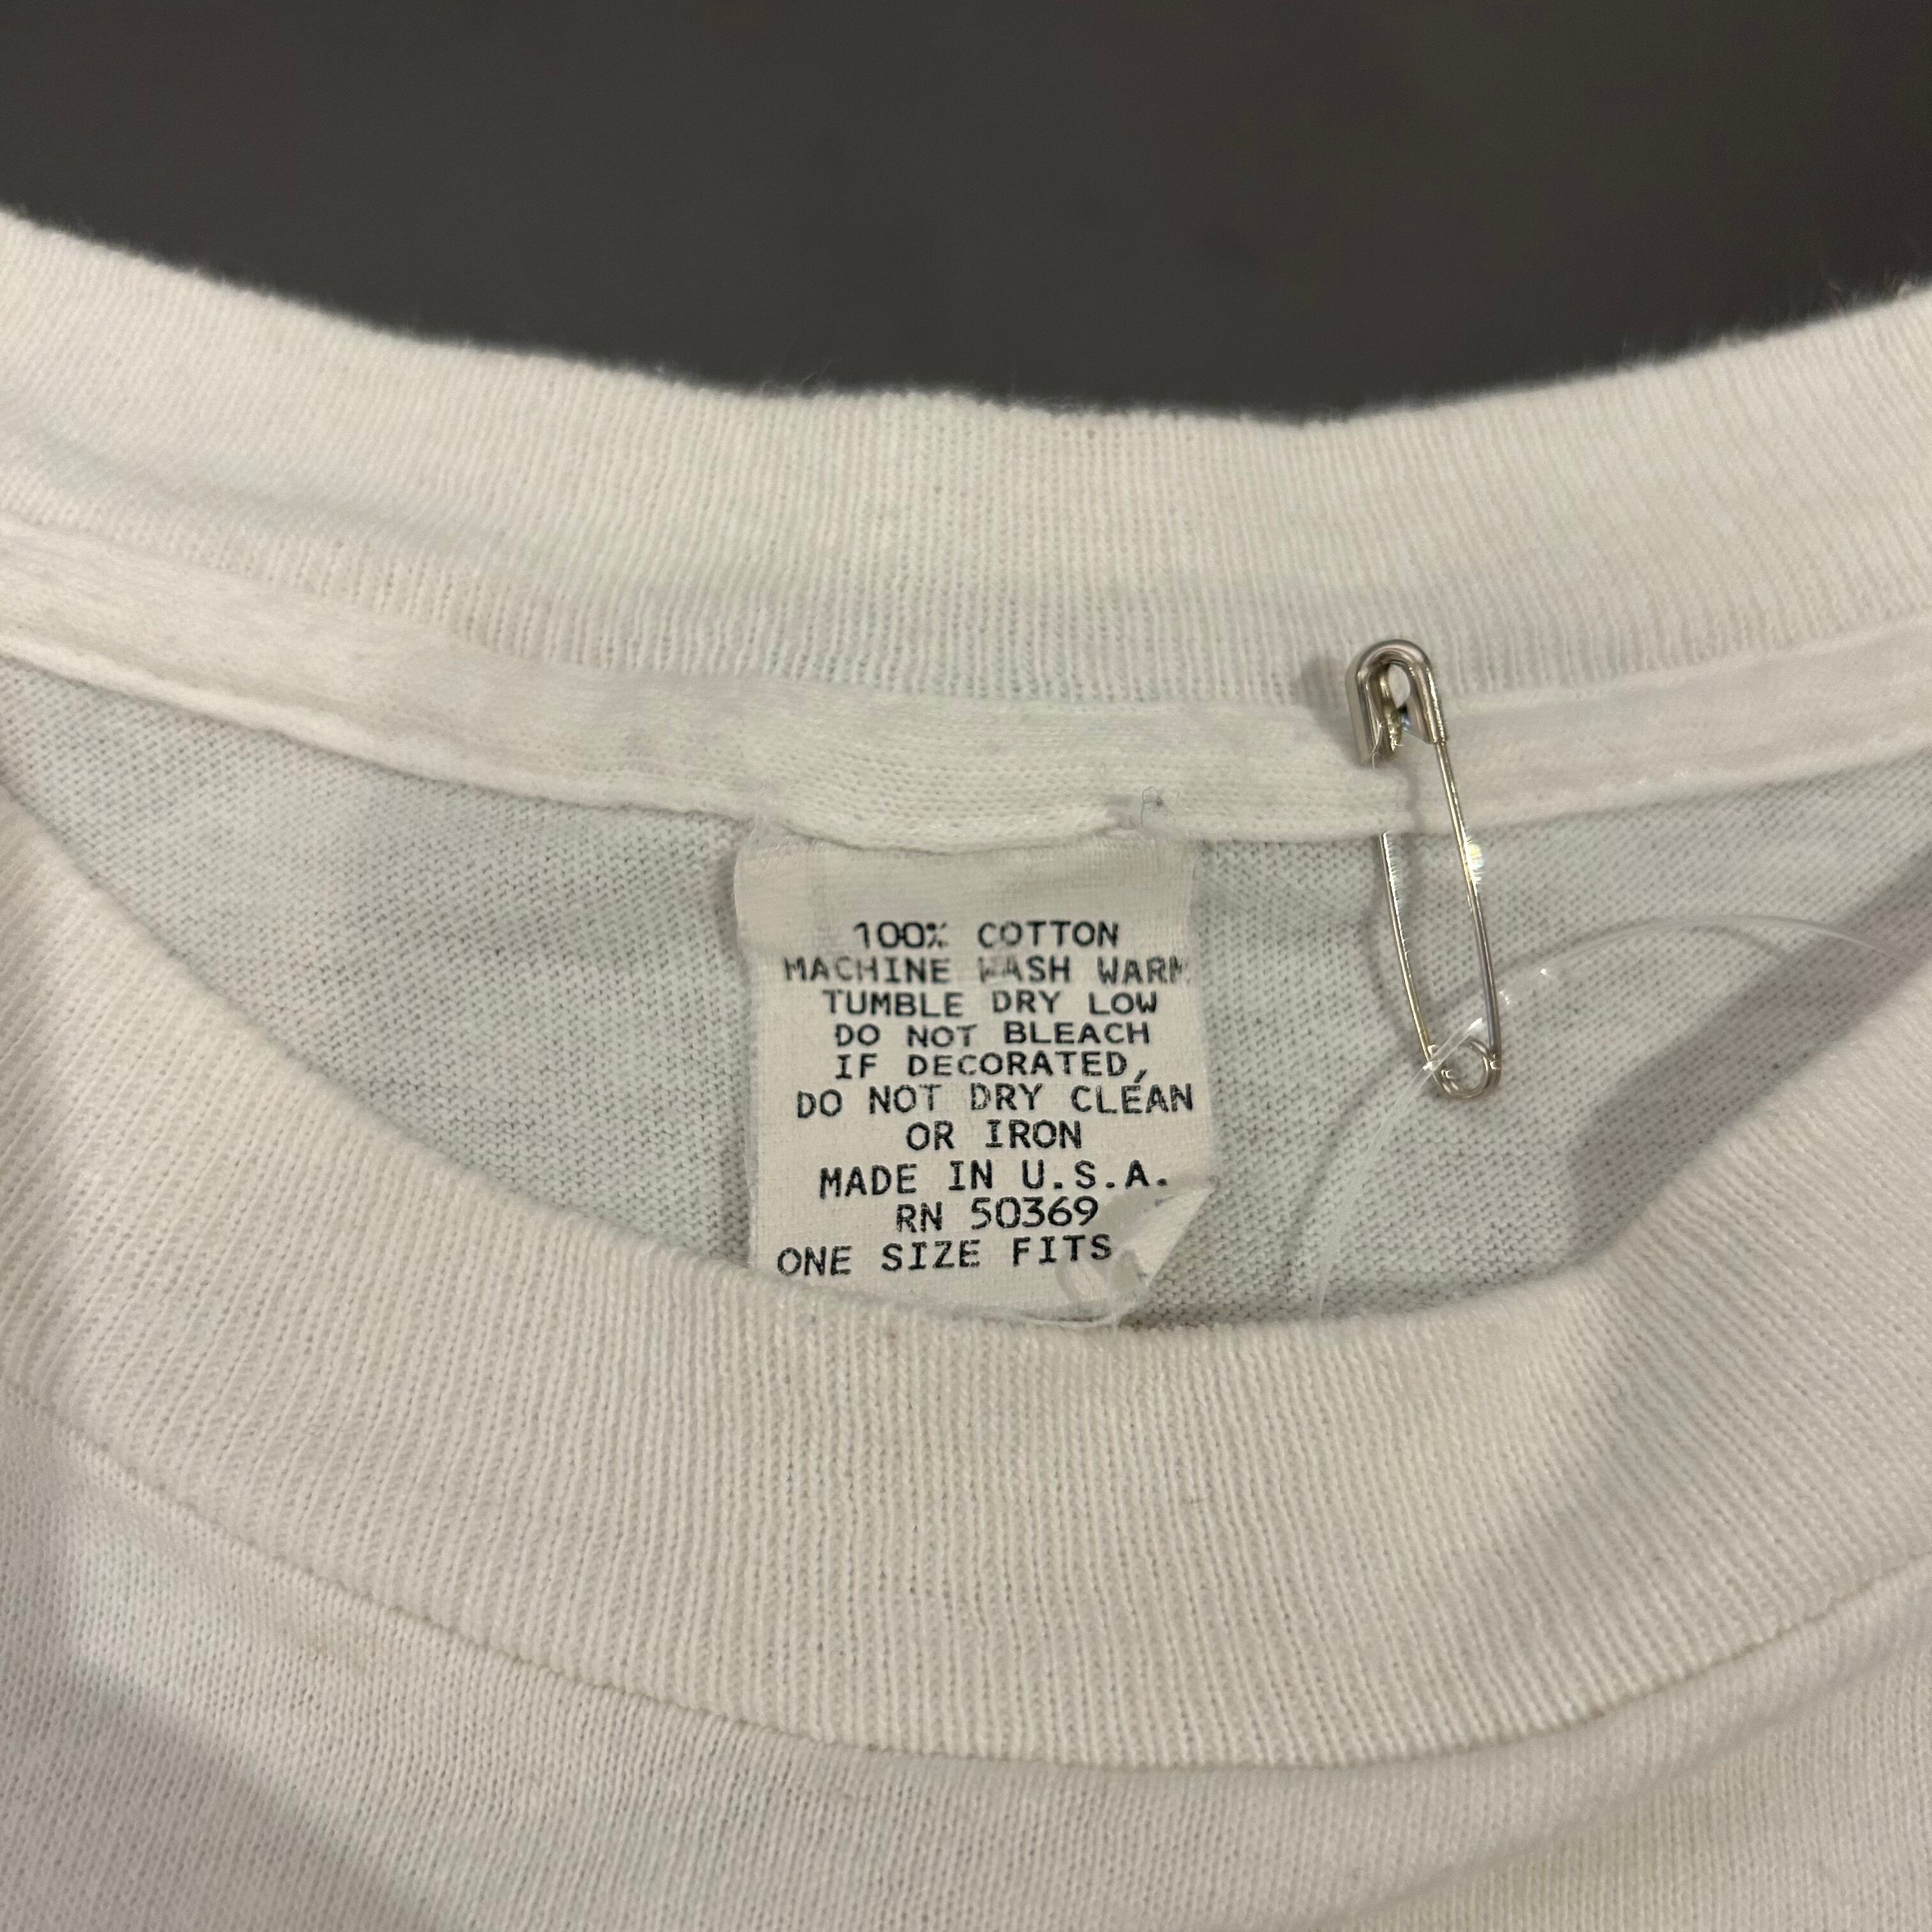 100% COTTON
MACHINE WASH WARM
TUMBLE DRY LOW
DO NOT BLEACH
IF DECORATED,
DO NOT DRY CLEAN
OR IRON
MADE IN U.S.A.
RN 50369
ONE SIZE FITS